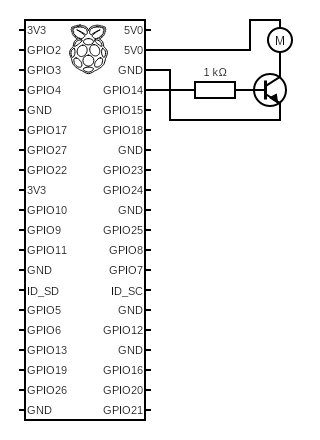 3V3 5V0
GPIO2 5V0
GPIO3 GND
GPIO4 GPIO14
GND GPIO15
GPIO17 GPIO18
GPIO27 GND
GPIO22 GPIO23
3V3 GPIO24
GPIO10 GND
GPIO9 GPIO25
GPIO11 GPIO8
GND GPIO7
ID_SD ID_SC
GPIO5 GND
GPIO6 GPIO12
GPIO13 GND
GPIO19 GPIO16
GPIO26 GPIO20
GND GPIO21
1 kΩ
M